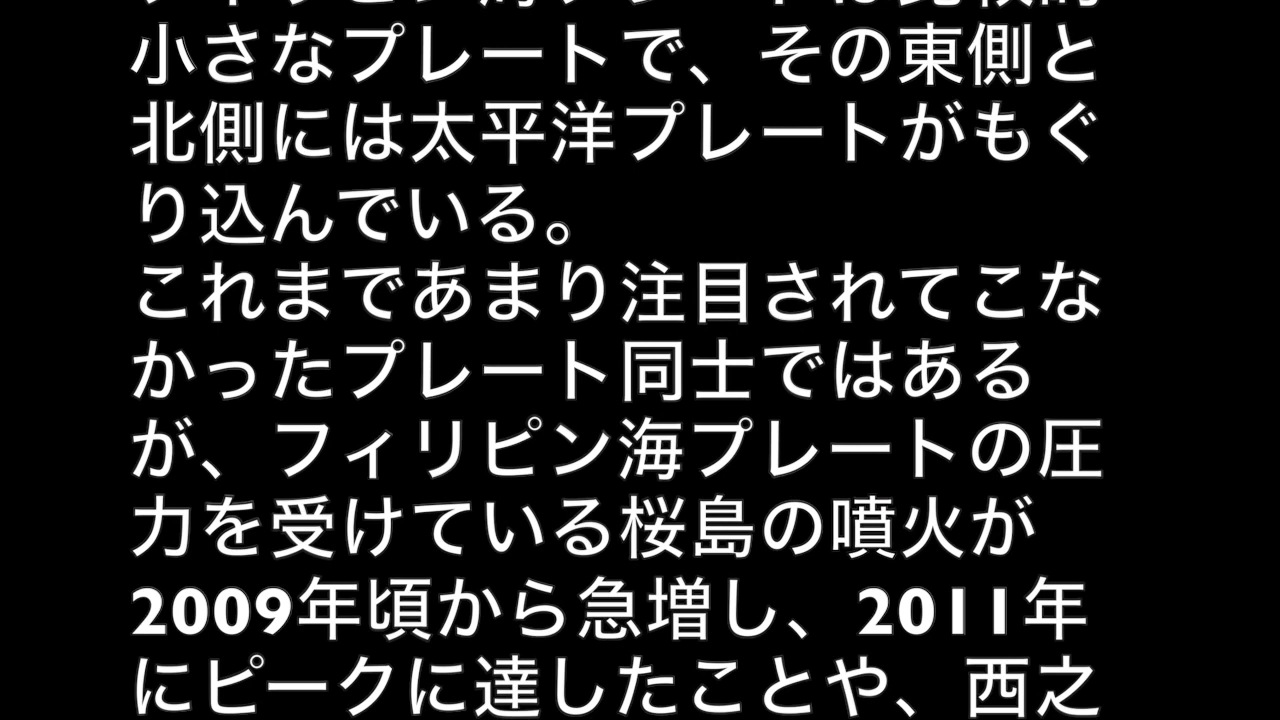 小さなプレートで、その東側と
北側には太平洋プレートがもぐ
り込んでいる。
これまであまり注目されてこな
かったプレート同士ではある
が、フィリピン海プレートの圧
力を受けている桜島の噴火が
2009年頃から急増し、2011年
にピークに達したことや、西之